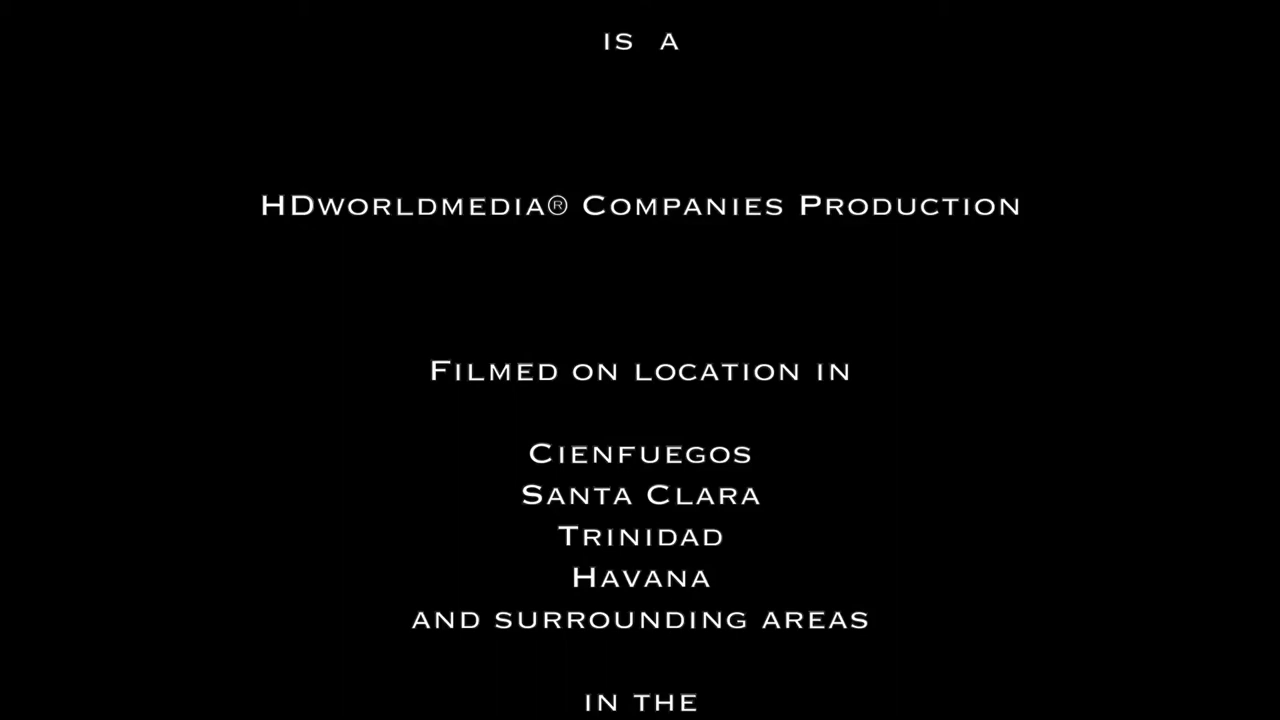 IS A
HDWORLDMEDIA® COMPANIES PRODUCTION
FILMED ON LOCATION IN
CIENFUEGOS
SANTA CLARA
TRINIDAD
HAVANA
AND SURROUNDING AREAS
IN THE